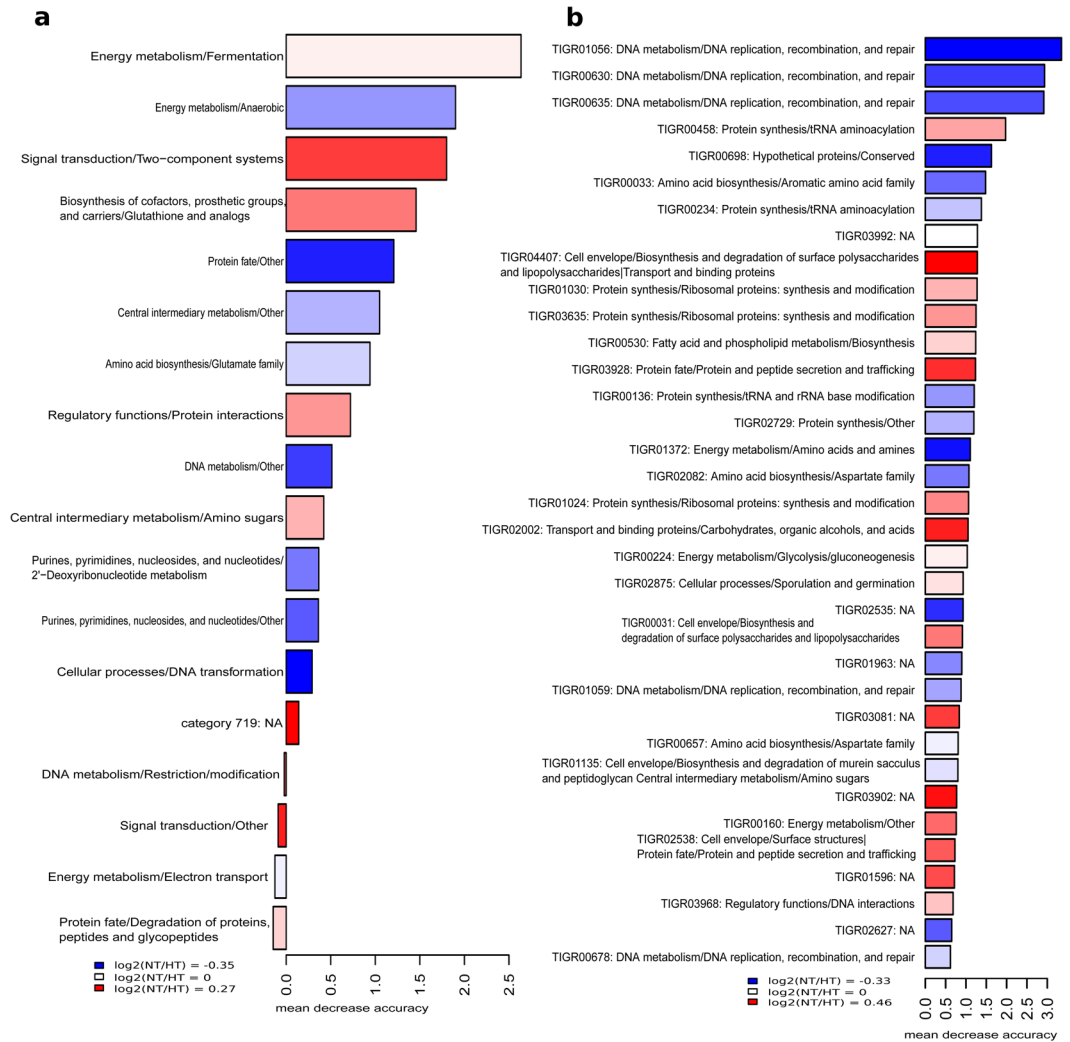 a
Energy metabolism/Fermentation
Energy metabolism/Anaerobic
Signal transduction/Two−component systems
Biosynthesis of cofactors, prosthetic groups,
and carriers/Glutathione and analogs
Protein fate/Other
Central intermediary metabolism/Other
Amino acid biosynthesis/Glutamate family
Regulatory functions/Protein interactions
DNA metabolism/Other
Central intermediary metabolism/Amino sugars
Purines, pyrimidines, nucleosides, and nucleotides/
2'−Deoxyribonucleotide metabolism
Purines, pyrimidines, nucleosides, and nucleotides/Other
Cellular processes/DNA transformation
category 719: NA
DNA metabolism/Restriction/modification
Signal transduction/Other
Energy metabolism/Electron transport
Protein fate/Degradation of proteins,
peptides and glycopeptides
log2(NT/HT) = -0.35
log2(NT/HT = 0
log2(NT/HT) = 0.27
0.0 0.5 1.0 1.5 2.0 2.5
mean decrease accuracy
b
TIGR01056: DNA metabolism/DNA replication, recombination, and repair
TIGR00630: DNA metabolism/DNA replication, recombination, and repair
TIGR00635: DNA metabolism/DNA replication, recombination, and repair
TIGR00458: Protein synthesis/tRNA aminoacylation
TIGR00698: Hypothetical proteins/Conserved
TIGR00033: Amino acid biosynthesis/Aromatic amino acid family
TIGR00234: Protein synthesis/tRNA aminoacylation
TIGR03992: NA
TIGR04407: Cell envelope/Biosynthesis and degradation of surface polysaccharides
and lipopolysaccharides|Transport and binding proteins
TIGR01030: Protein synthesis/Ribosomal proteins: synthesis and modification
TIGR03635: Protein synthesis/Ribosomal proteins: synthesis and modification
TIGR00530: Fatty acid and phospholipid metabolism/Biosynthesis
TIGR03928: Protein fate/Protein and peptide secretion and trafficking
TIGR00136: Protein synthesis/tRNA and rRNA base modification
TIGR02729: Protein synthesis/Other
TIGR01372: Energy metabolism/Amino acids and amines
TIGR02082: Amino acid biosynthesis/Aspartate family
TIGR01024: Protein synthesis/Ribosomal proteins: synthesis and modification
TIGR02002: Transport and binding proteins/Carbohydrates, organic alcohols, and acids
TIGR00224: Energy metabolism/Glycolysis/gluconeogenesis
TIGR02875: Cellular processes/Sporulation and germination
TIGR02535: NA
TIGR00031: Cell envelope/Biosynthesis and
degradation of surface polysaccharides and lipopolysaccharides
TIGR01963: NA
TIGR01059: DNA metabolism/DNA replication, recombination, and repair
TIGR03081: NA
TIGR00657: Amino acid biosynthesis/Aspartate family
TIGR01135: Cell envelope/Biosynthesis and degradation of murein sacculus
and peptidoglycan Central intermediary metabolism/Amino sugars
TIGR03902: NA
TIGR00160: Energy metabolism/Other
TIGR02538: Cell envelope/Surface structures|
Protein fate/Protein and peptide secretion and trafficking
TIGR01596: NA
TIGR03968: Regulatory functions/DNA interactions
TIGR02627: NA
TIGR00678: DNA metabolism/DNA replication, recombination, and repair
log2(NT/HT) = -0.33
log2(NT/HT) = 0
log2(NT/HT) = 0.46
0.0 0.5 1.0 1.5 2.0 2.5 3.0
mean decrease accuracy